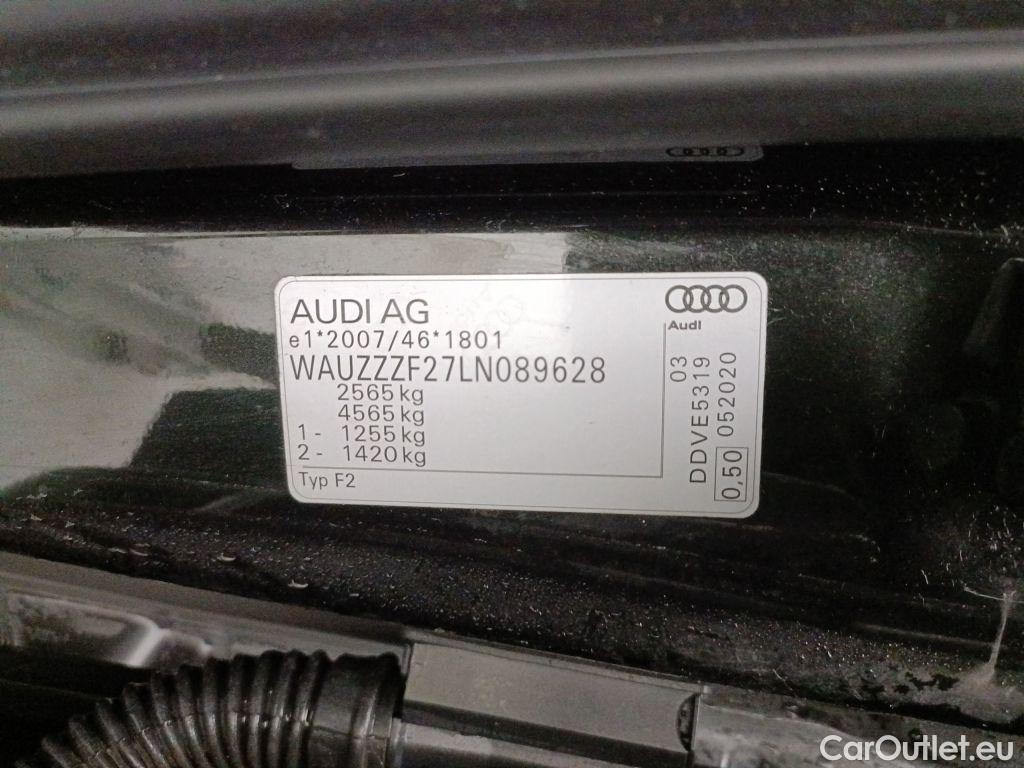 AUDI AG
e1*2007/46*1801
WAUZZZF27LN089628
2565 kg
4565 kg
1 - 1255 kg
2 - 1420 kg
Typ F2
Audi
DDVE5319 03
0,50 052020
CarOutlet.eu